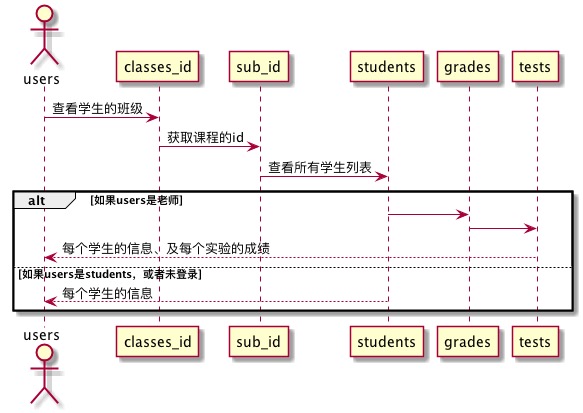 users
classes_id
sub_id
students
grades
tests
查看学生的班级
获取课程的id
查看所有学生列表
alt
[如果users是老师]
每个学生的信息、及每个实验的成绩
[如果users是students，或者未登录]
每个学生的信息
users
classes_id
sub_id
students
grades
tests